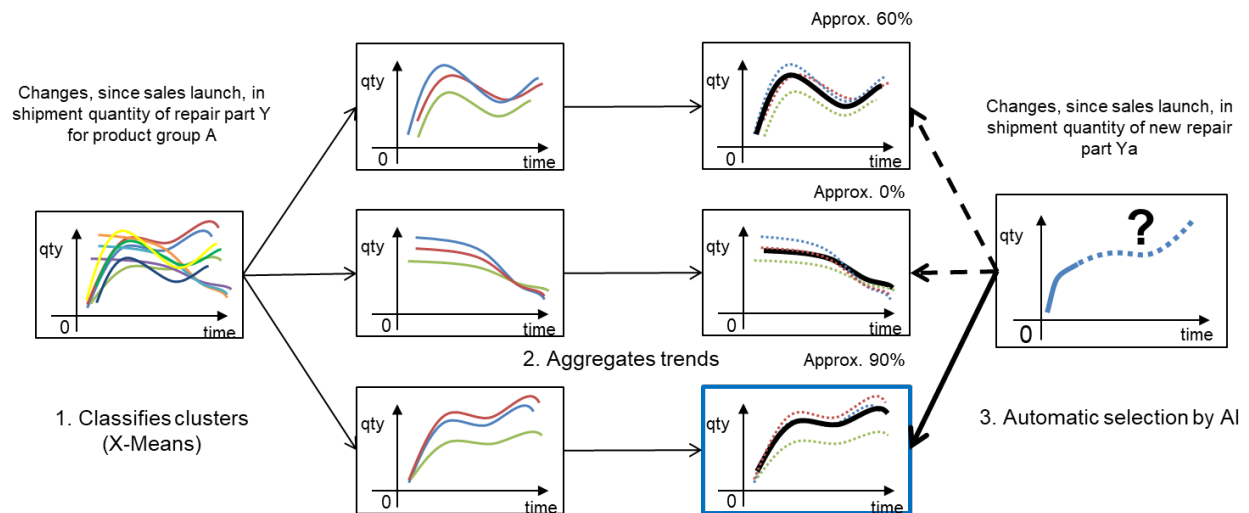 Changes, since sales launch, in
shipment quantity of repair part Y
for product group A
qty
0
time
1. Classifies clusters
(X-Means)
qty
0
time
qty
0
time
qty
0
time
2. Aggregates trends
Approx. 60%
qty
0
time
Approx. 0%
qty
0
time
Approx. 90%
qty
0
time
Changes, since sales launch, in
shipment quantity of new repair
part Ya
qty
?
0
time
3. Automatic selection by AI